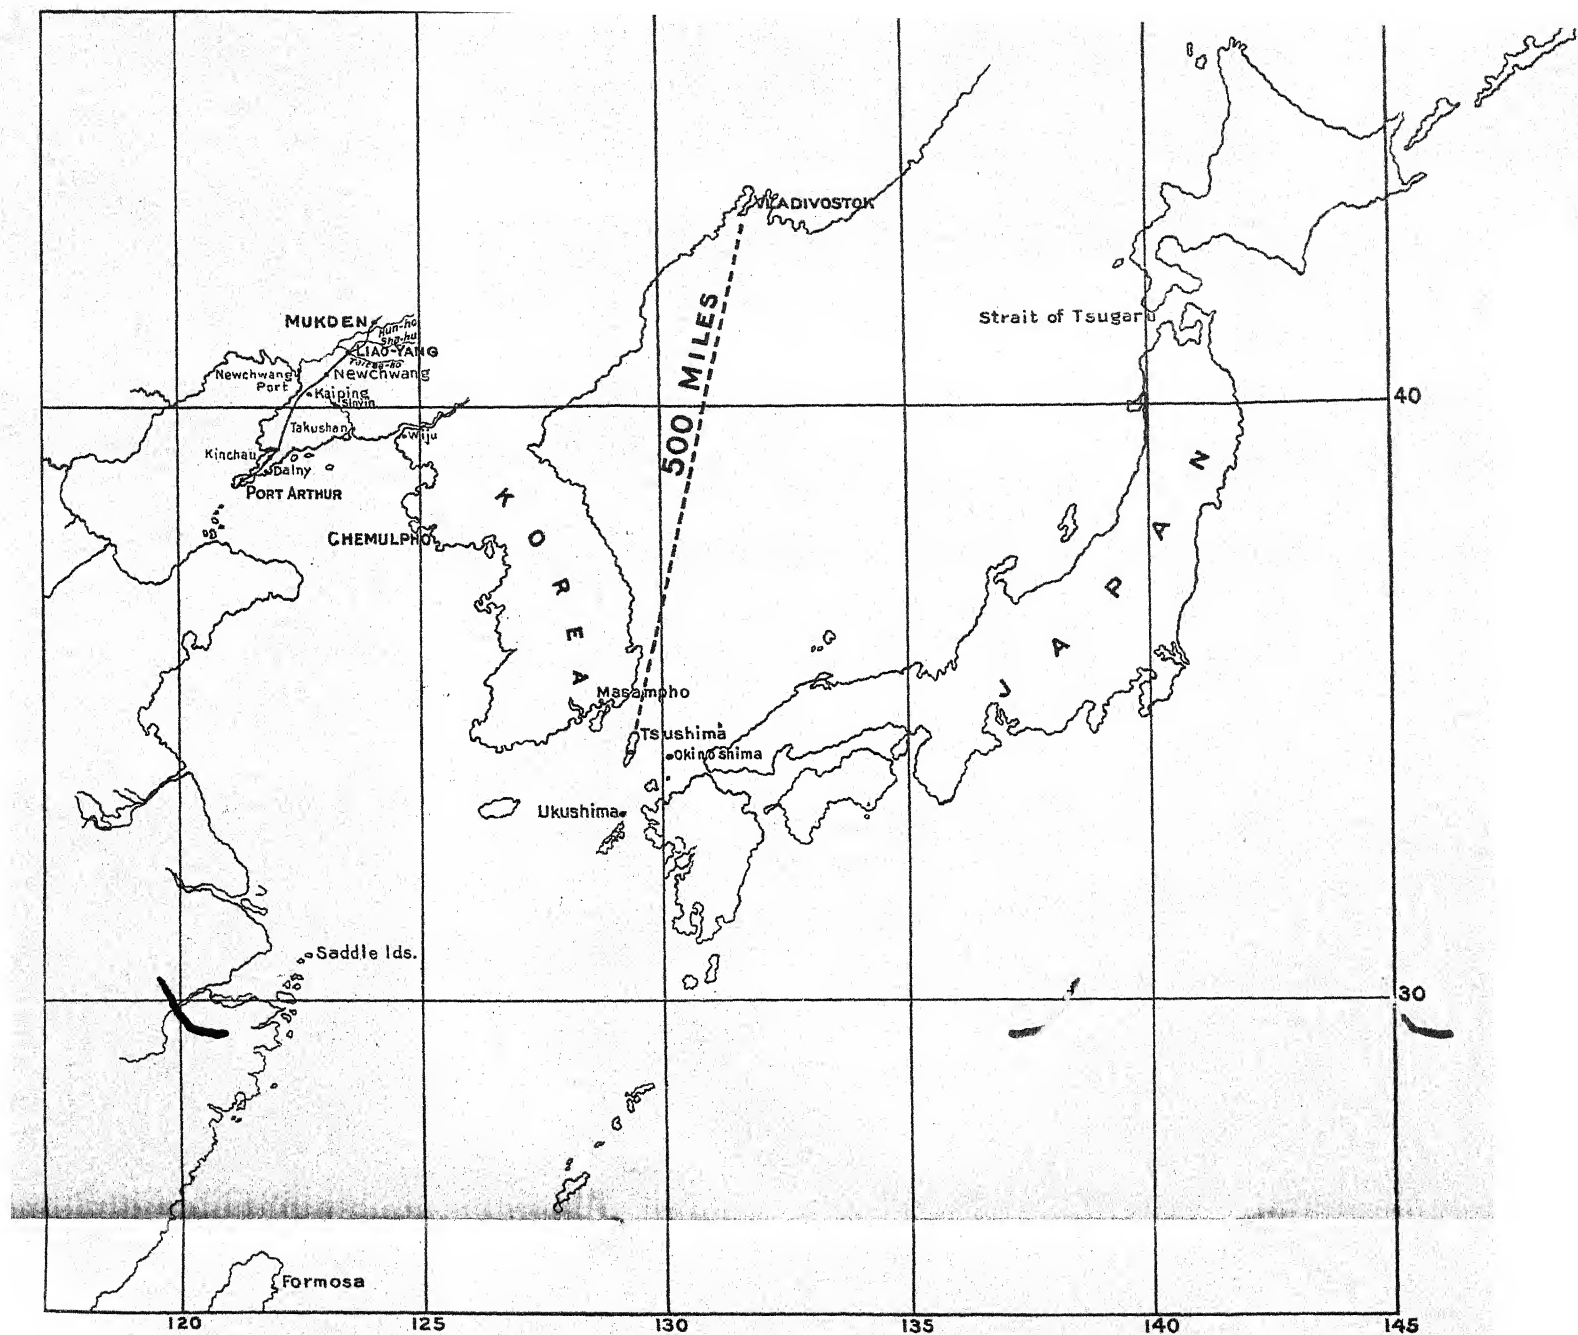 VLADIVOSTOK
500 MILES
Strait of Tsugaru
MUKDEN
Hun-ho
LIAO-YANG
Newchwang
Port
Newchwang
Kaiping
Takushan
Wiju
Kinchau
Dalny
PORT ARTHUR
CHEMULPHO
KOREA
JAPAN
Masampho
Tsushima
Okinoshima
Ukushima
Saddle Ids.
Formosa
40
30
120
125
130
135
140
145